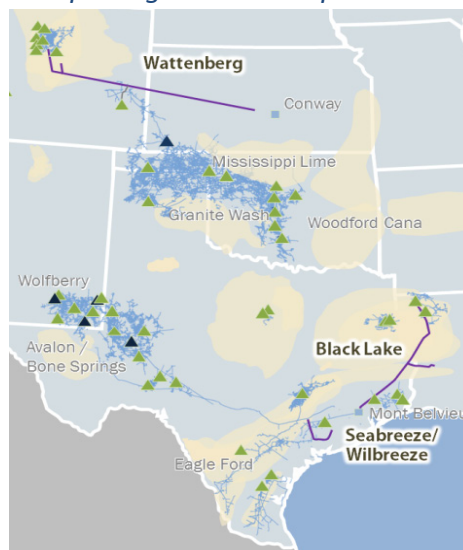 Wattenberg
Conway
Mississippi Lime
Granite Wash
Woodford Cana
Wolfberry
Avalon /
Bone Springs
Black Lake
Mont Belvieu
Seabreeze/
Wilbreeze
Eagle Ford